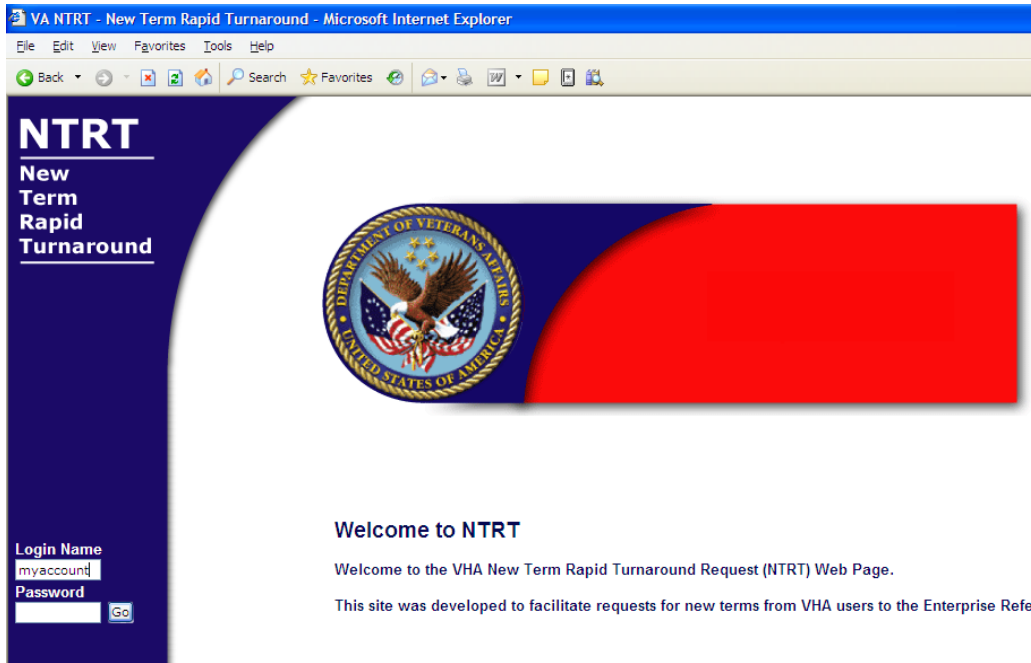 VA NTRT - New Term Rapid Turnaround - Microsoft Internet Explorer
File Edit View Favorites Tools Help
Back Search Favorites
NTRT
New
Term
Rapid
Turnaround
DEPARTMENT OF VETERANS AFFAIRS
UNITED STATES OF AMERICA
Welcome to NTRT
Welcome to the VHA New Term Rapid Turnaround Request (NTRT) Web Page.
This site was developed to facilitate requests for new terms from VHA users to the Enterprise Refe
Login Name
myaccount
Password
Go